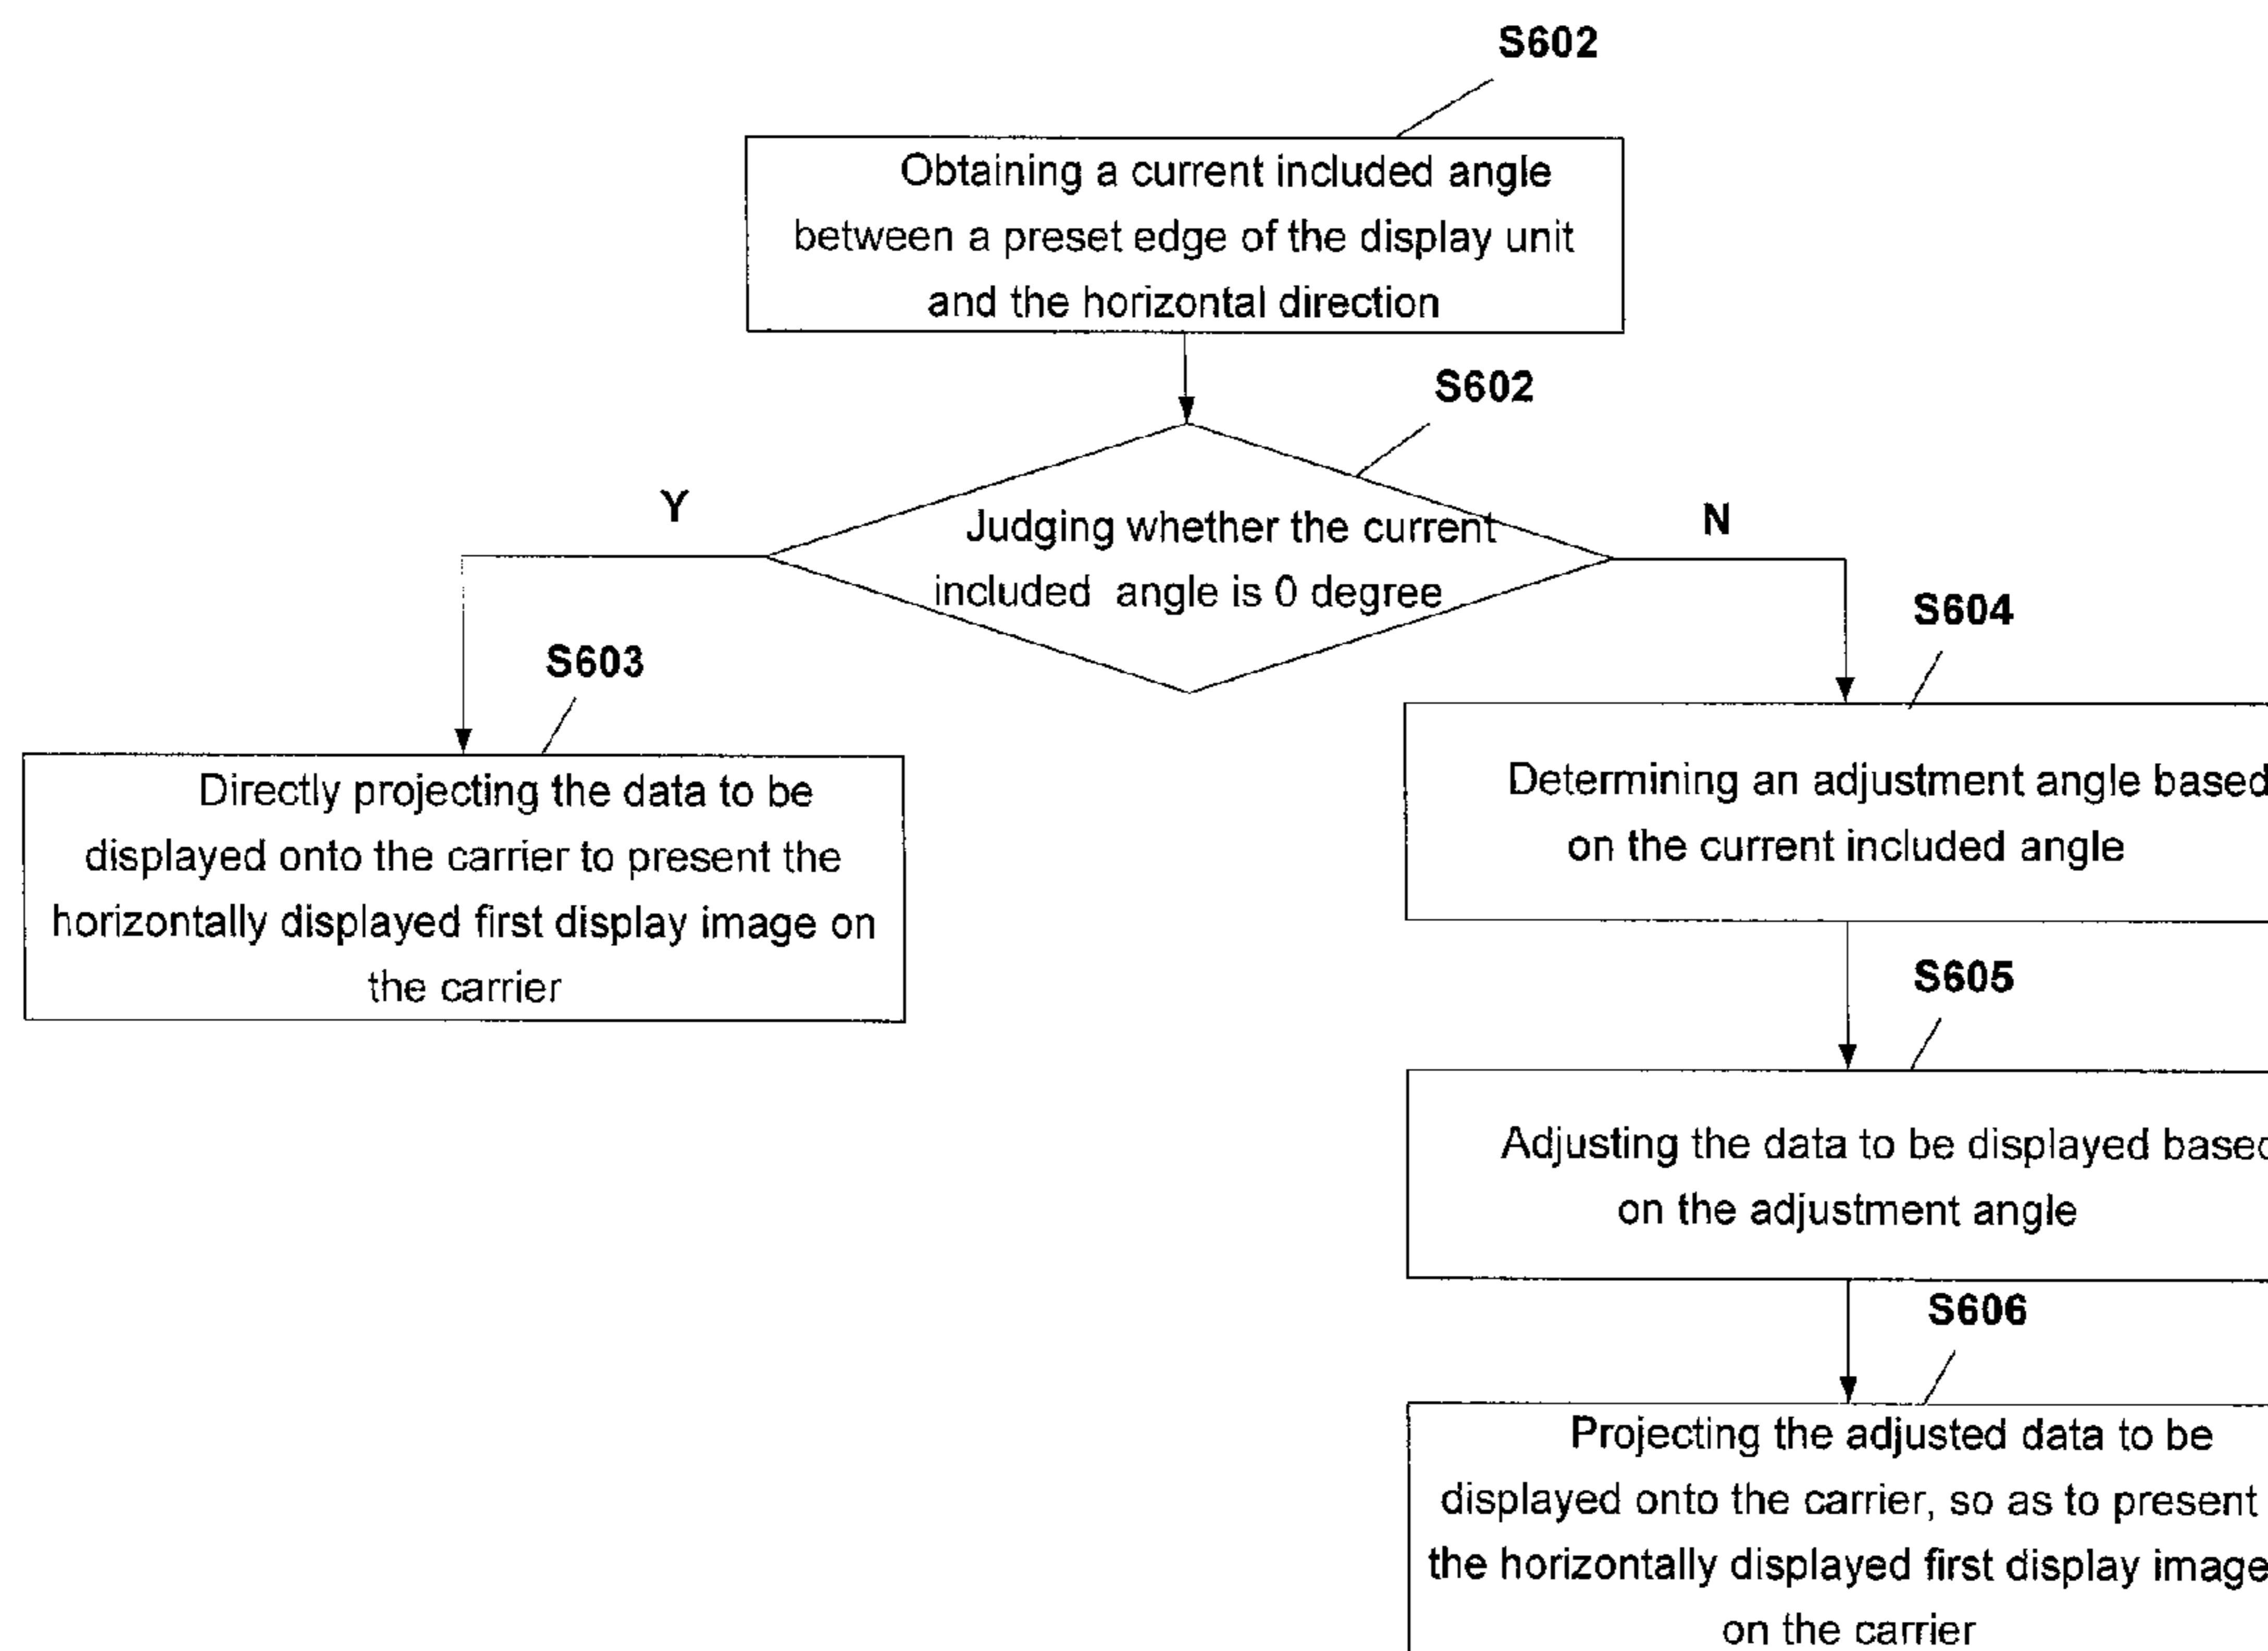 S602
Obtaining a current included angle
between a preset edge of the display unit
and the horizontal direction
S602
Judging whether the current
included angle is 0 degree
Y
N
S603
Directly projecting the data to be
displayed onto the carrier to present the
horizontally displayed first display image on
the carrier
S604
Determining an adjustment angle based
on the current included angle
S605
Adjusting the data to be displayed based
on the adjustment angle
S606
Projecting the adjusted data to be
displayed onto the carrier, so as to present
the horizontally displayed first display image
on the carrier